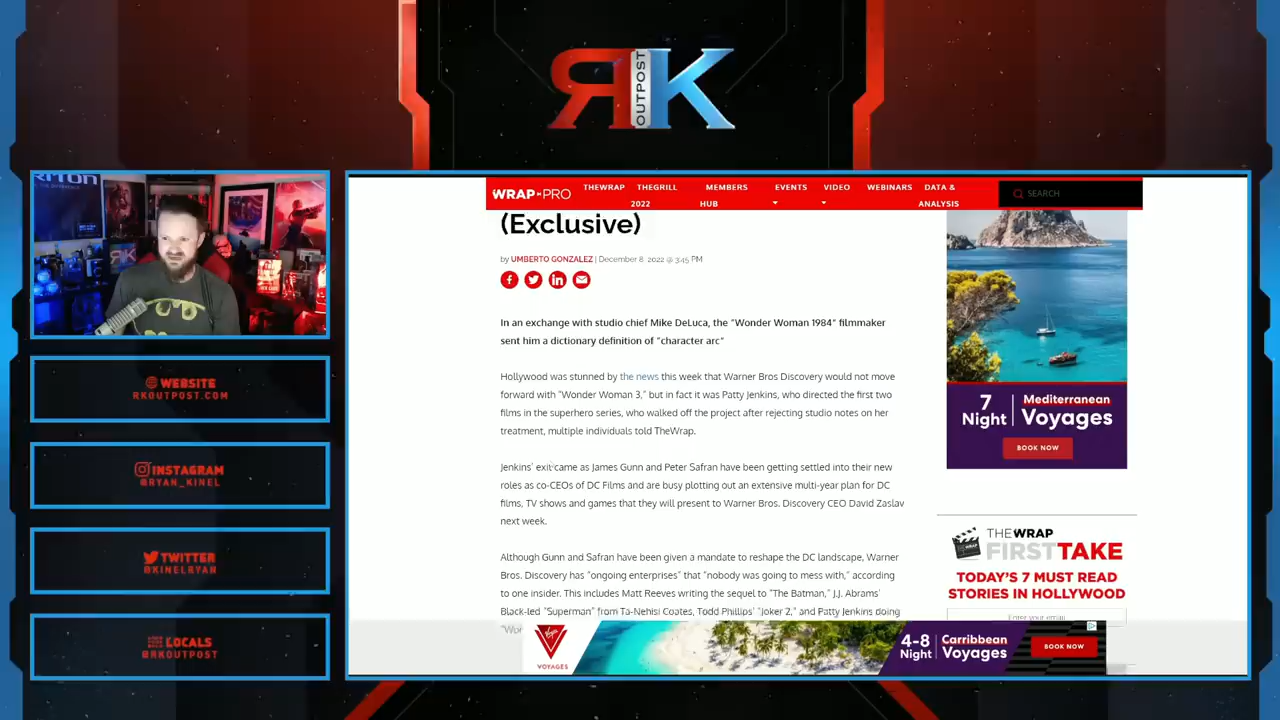 RK
OUTPOST
RITON
RK
WEBSITE
RKOUTPOST.COM
INSTAGRAM
@RYAN_KINEL
TWITTER
@KINELRYAN
LOCALS
@RKOUTPOST
WRAP PRO
THEWRAP
THEGRILL 2022
MEMBERS HUB
EVENTS
VIDEO
WEBINARS
DATA & ANALYSIS
SEARCH
(Exclusive)
by UMBERTO GONZALEZ | December 8, 2022 @ 3:45 PM
In an exchange with studio chief Mike DeLuca, the "Wonder Woman 1984" filmmaker
sent him a dictionary definition of "character arc"
Hollywood was stunned by the news this week that Warner Bros Discovery would not move
forward with "Wonder Woman 3," but in fact it was Patty Jenkins, who directed the first two
films in the superhero series, who walked off the project after rejecting studio notes on her
treatment, multiple individuals told TheWrap.
Jenkins' exit came as James Gunn and Peter Safran have been getting settled into their new
roles as co-CEOs of DC Films and are busy plotting out an extensive multi-year plan for DC
films, TV shows and games that they will present to Warner Bros. Discovery CEO David Zaslav
next week.
Although Gunn and Safran have been given a mandate to reshape the DC landscape, Warner
Bros. Discovery has "ongoing enterprises" that "nobody was going to mess with," according
to one insider. This includes Matt Reeves writing the sequel to "The Batman," J.J. Abrams'
Black-led "Superman" from Ta-Nehisi Coates, Todd Phillips' "Joker 2," and Patty Jenkins doing
7
Night
Mediterranean
Voyages
BOOK NOW
THEWRAP
FIRSTTAKE
TODAY'S 7 MUST READ
STORIES IN HOLLYWOOD
Enter your email
VOYAGES
4-8
Night
Carribbean
Voyages
BOOK NOW